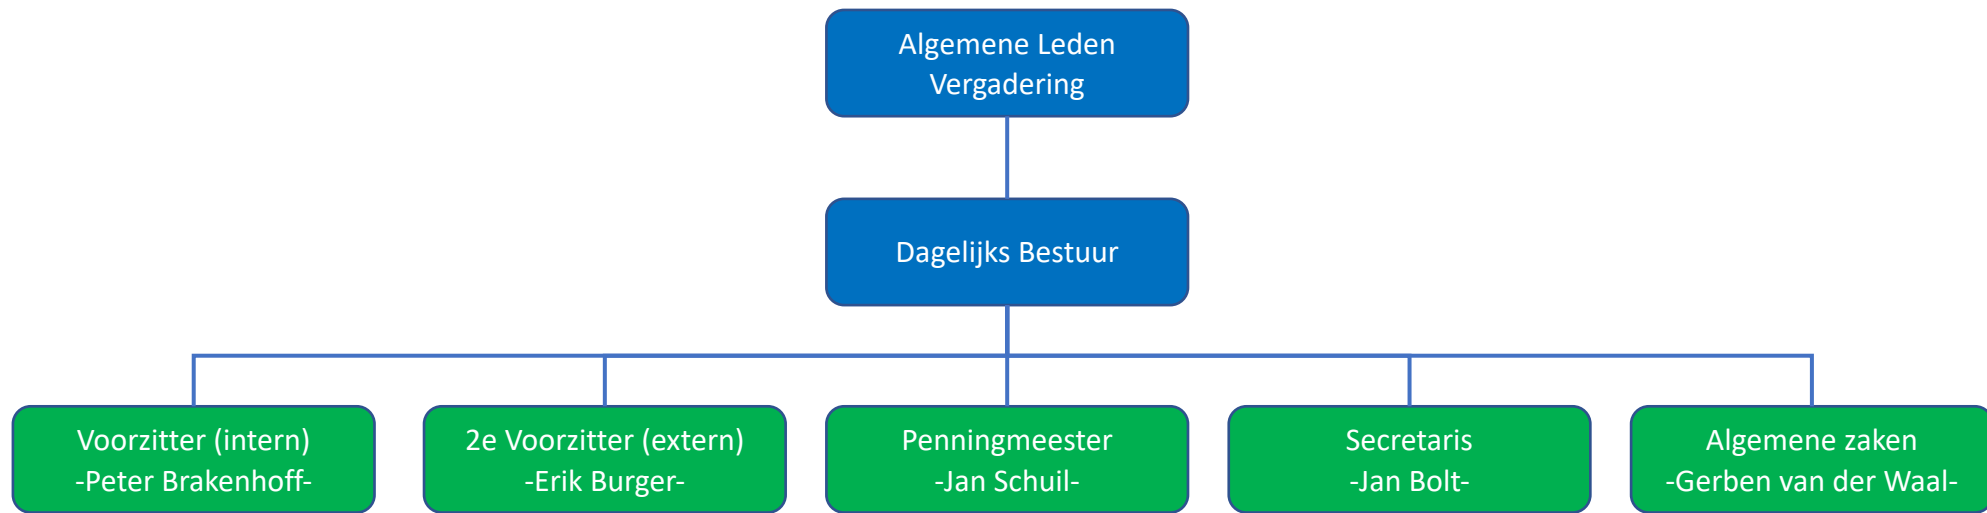 Algemene Leden
Vergadering
Dagelijks Bestuur
Voorzitter (intern)
-Peter Brakenhoff-
2e Voorzitter (extern)
-Erik Burger-
Penningmeester
-Jan Schuil-
Secretaris
-Jan Bolt-
Algemene zaken
-Gerben van der Waal-